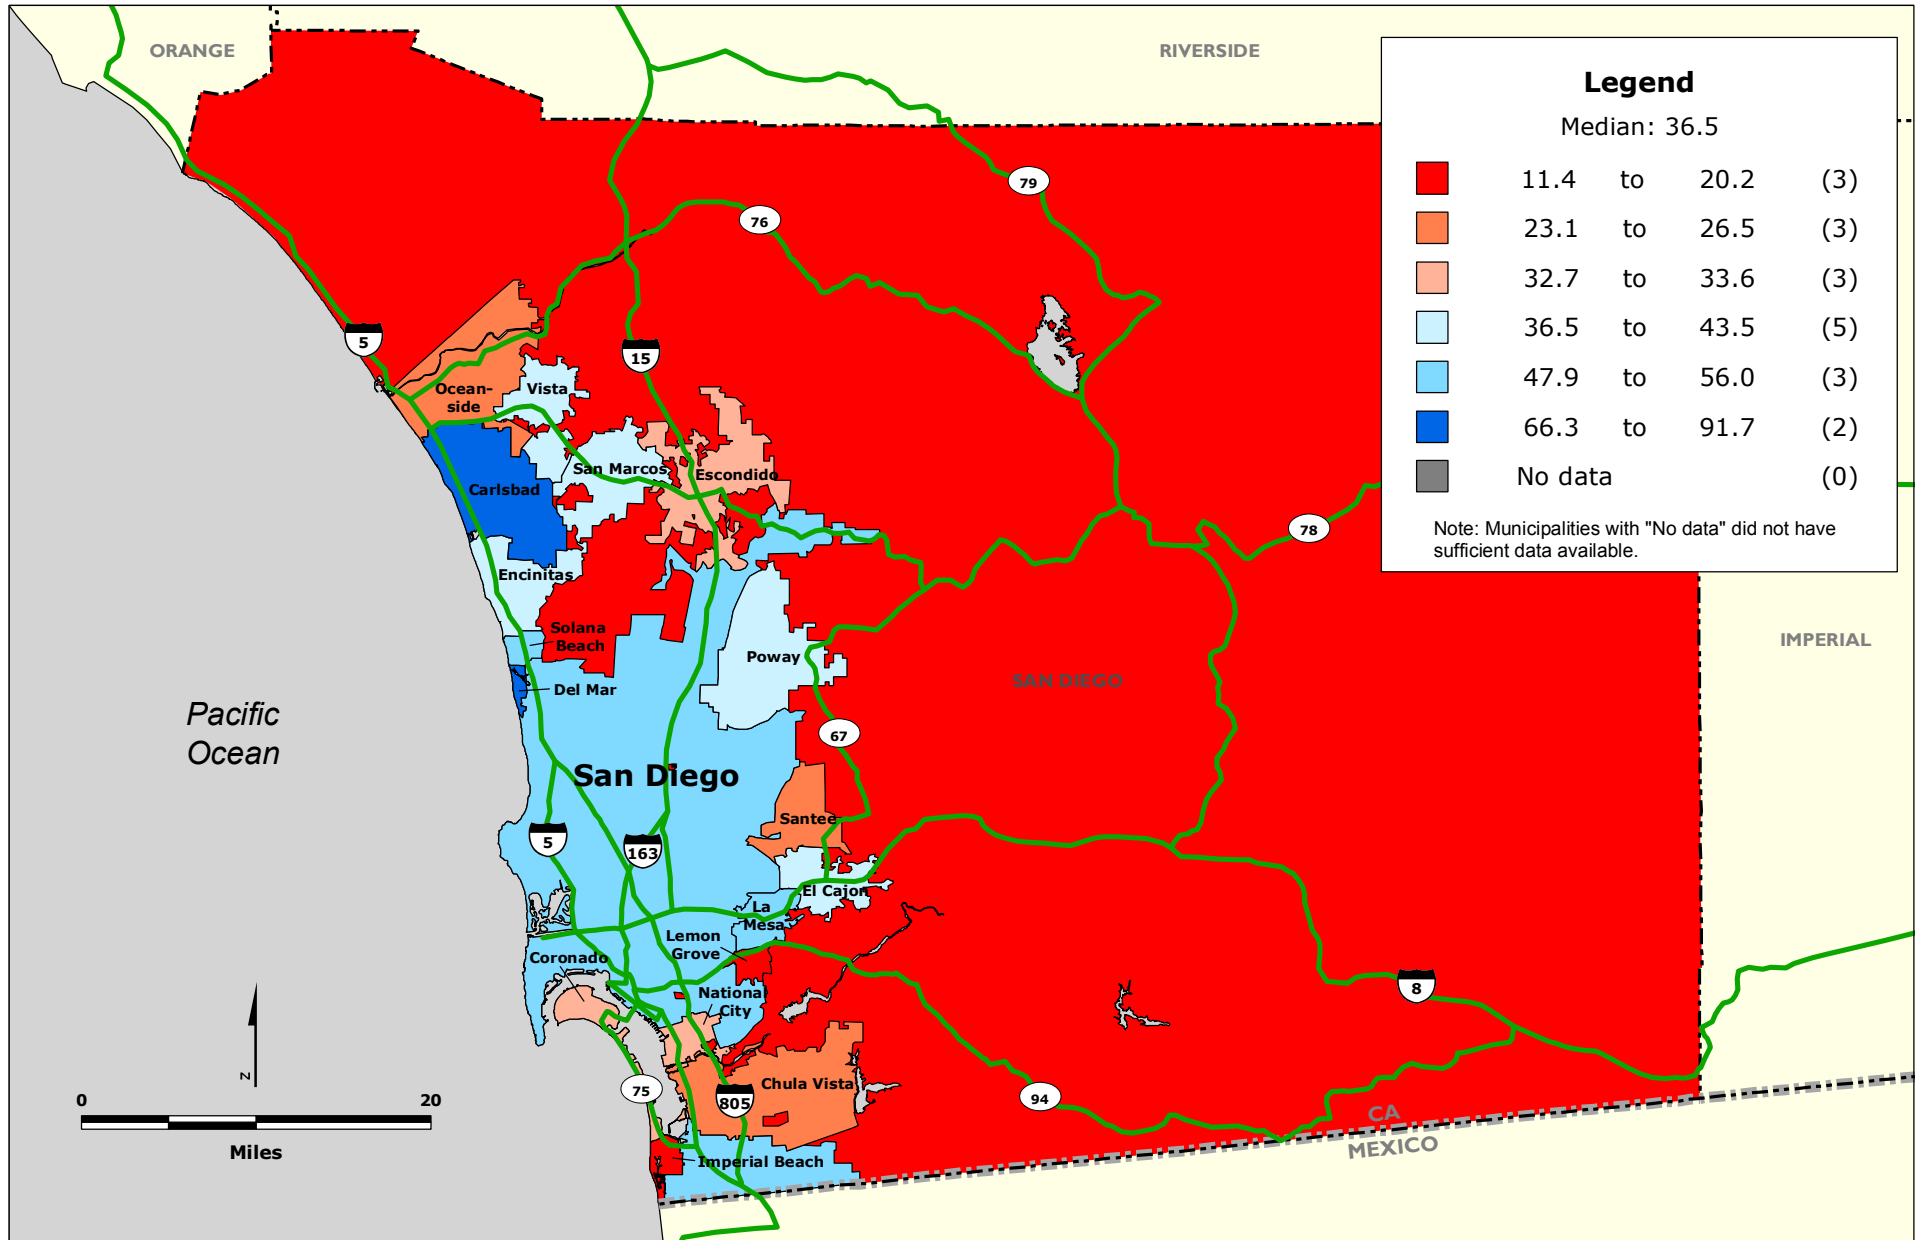 ORANGE
RIVERSIDE
Legend
Median: 36.5
11.4 to 20.2 (3)
23.1 to 26.5 (3)
32.7 to 33.6 (3)
36.5 to 43.5 (5)
47.9 to 56.0 (3)
66.3 to 91.7 (2)
No data (0)
Note: Municipalities with "No data" did not have
sufficient data available.
79
76
5
15
78
Ocean-
side
Vista
San Marcos
Escondido
Carlsbad
Encinitas
Solana
Beach
Poway
Del Mar
SAN DIEGO
IMPERIAL
Pacific
Ocean
67
San Diego
Santee
5
163
El Cajon
La
Mesa
Lemon
Grove
Coronado
National
City
8
Chula Vista
75
805
94
Imperial Beach
CA
MEXICO
z
0 20
Miles